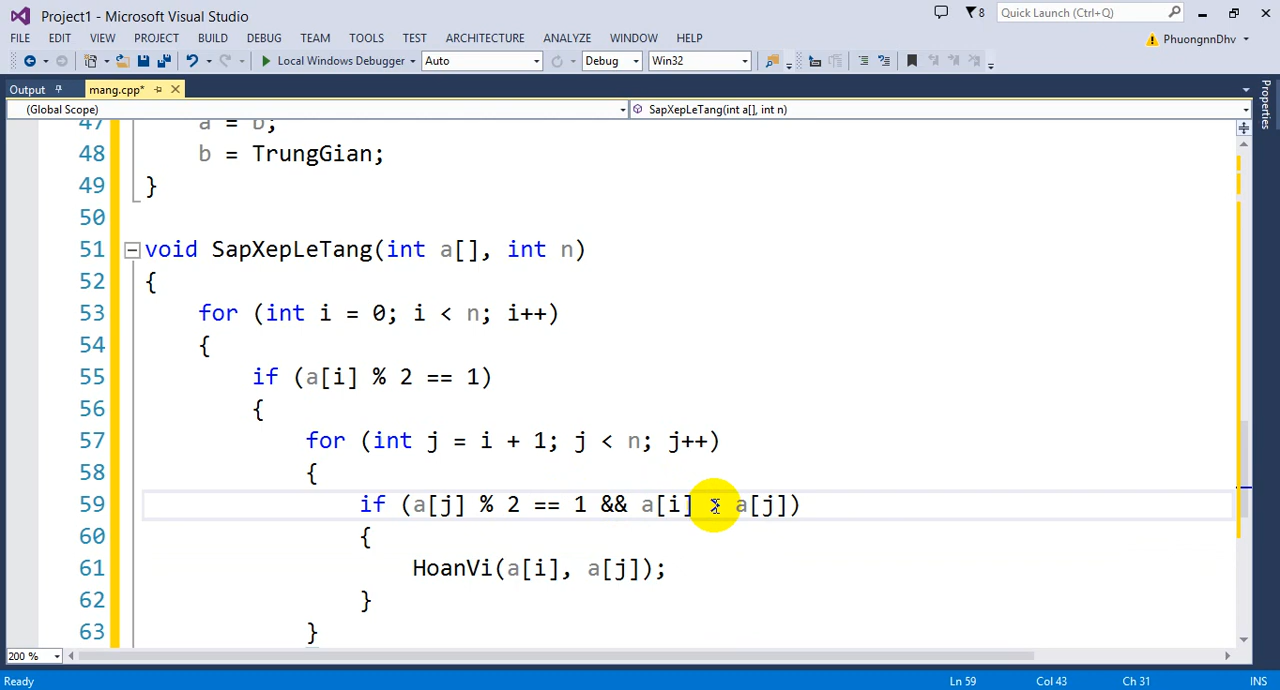 Project1 - Microsoft Visual Studio
8
Quick Launch (Ctrl+Q)
FILE EDIT VIEW PROJECT BUILD DEBUG TEAM TOOLS TEST ARCHITECTURE ANALYZE WINDOW HELP
PhuongnnDhv
Local Windows Debugger Auto Debug Win32
Output mang.cpp*
Properties
(Global Scope) SapXepLeTang(int a[], int n)
47 a = b;
48 b = TrungGian;
49 }
50
51 void SapXepLeTang(int a[], int n)
52 {
53 for (int i = 0; i < n; i++)
54 {
55 if (a[i] % 2 == 1)
56 {
57 for (int j = i + 1; j < n; j++)
58 {
59 if (a[j] % 2 == 1 && a[i] > a[j])
60 {
61 HoanVi(a[i], a[j]);
62 }
63 }
200 %
Ready Ln 59 Col 43 Ch 31 INS